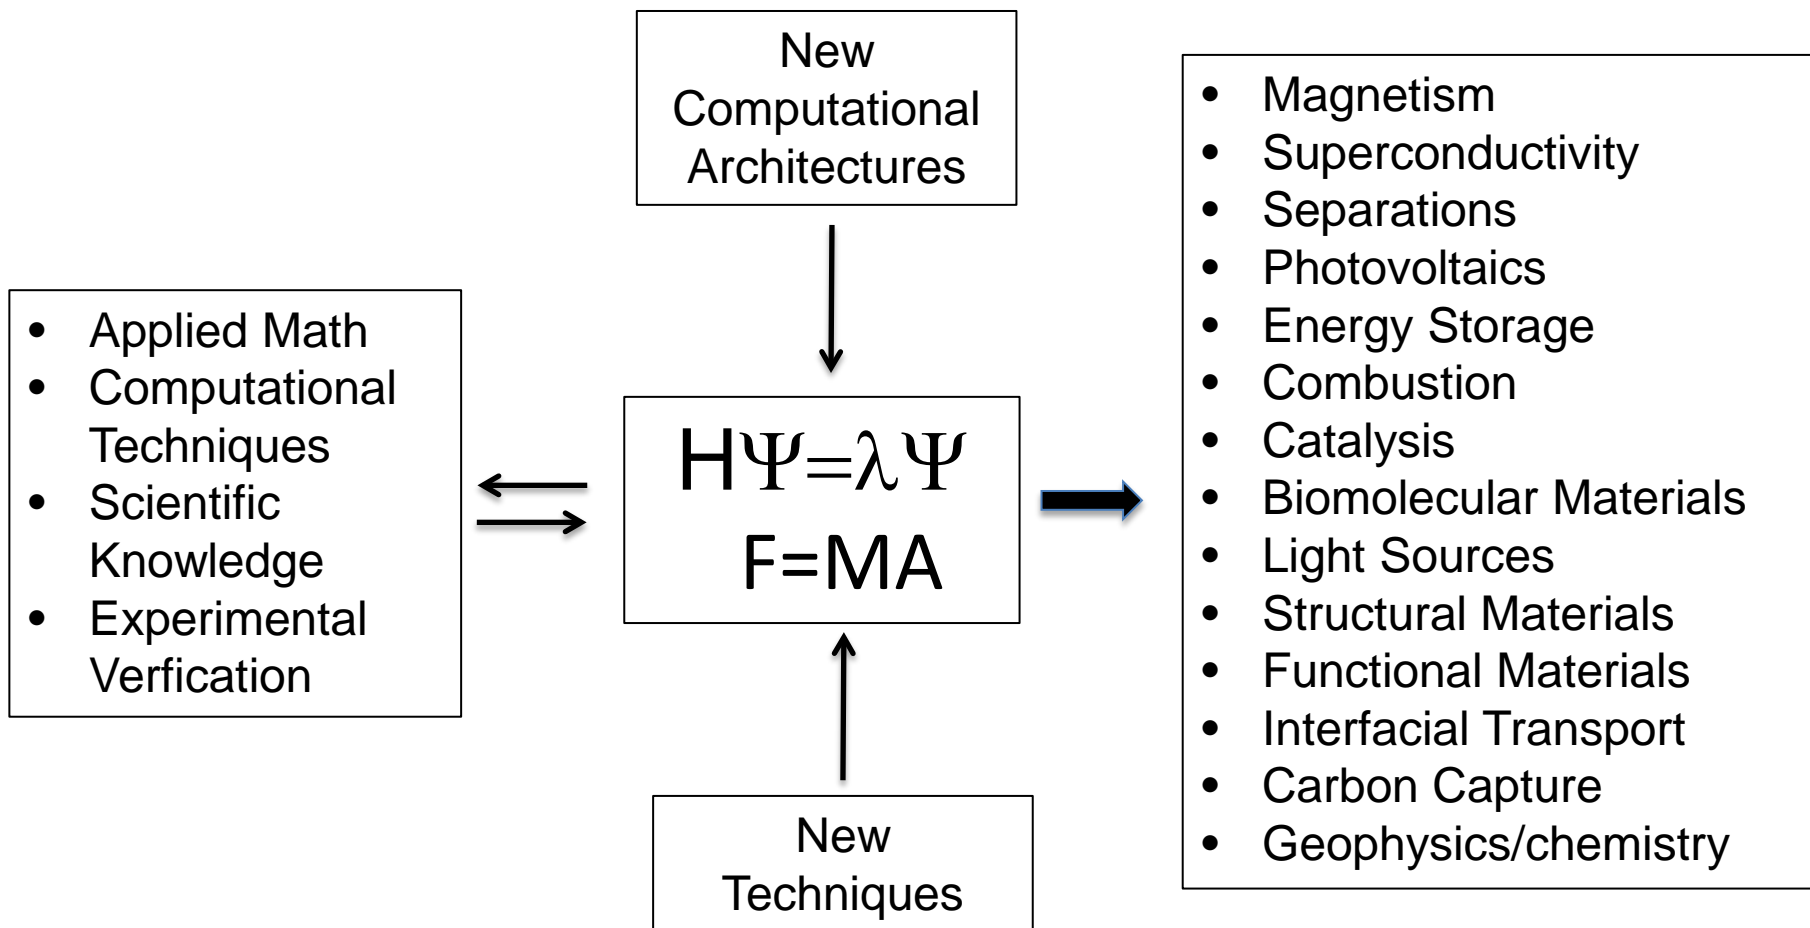 New
Computational
Architectures
• Applied Math
• Computational
Techniques
• Scientific
Knowledge
• Experimental
Verfication
HΨ=λΨ
F=MA
New
Techniques
• Magnetism
• Superconductivity
• Separations
• Photovoltaics
• Energy Storage
• Combustion
• Catalysis
• Biomolecular Materials
• Light Sources
• Structural Materials
• Functional Materials
• Interfacial Transport
• Carbon Capture
• Geophysics/chemistry